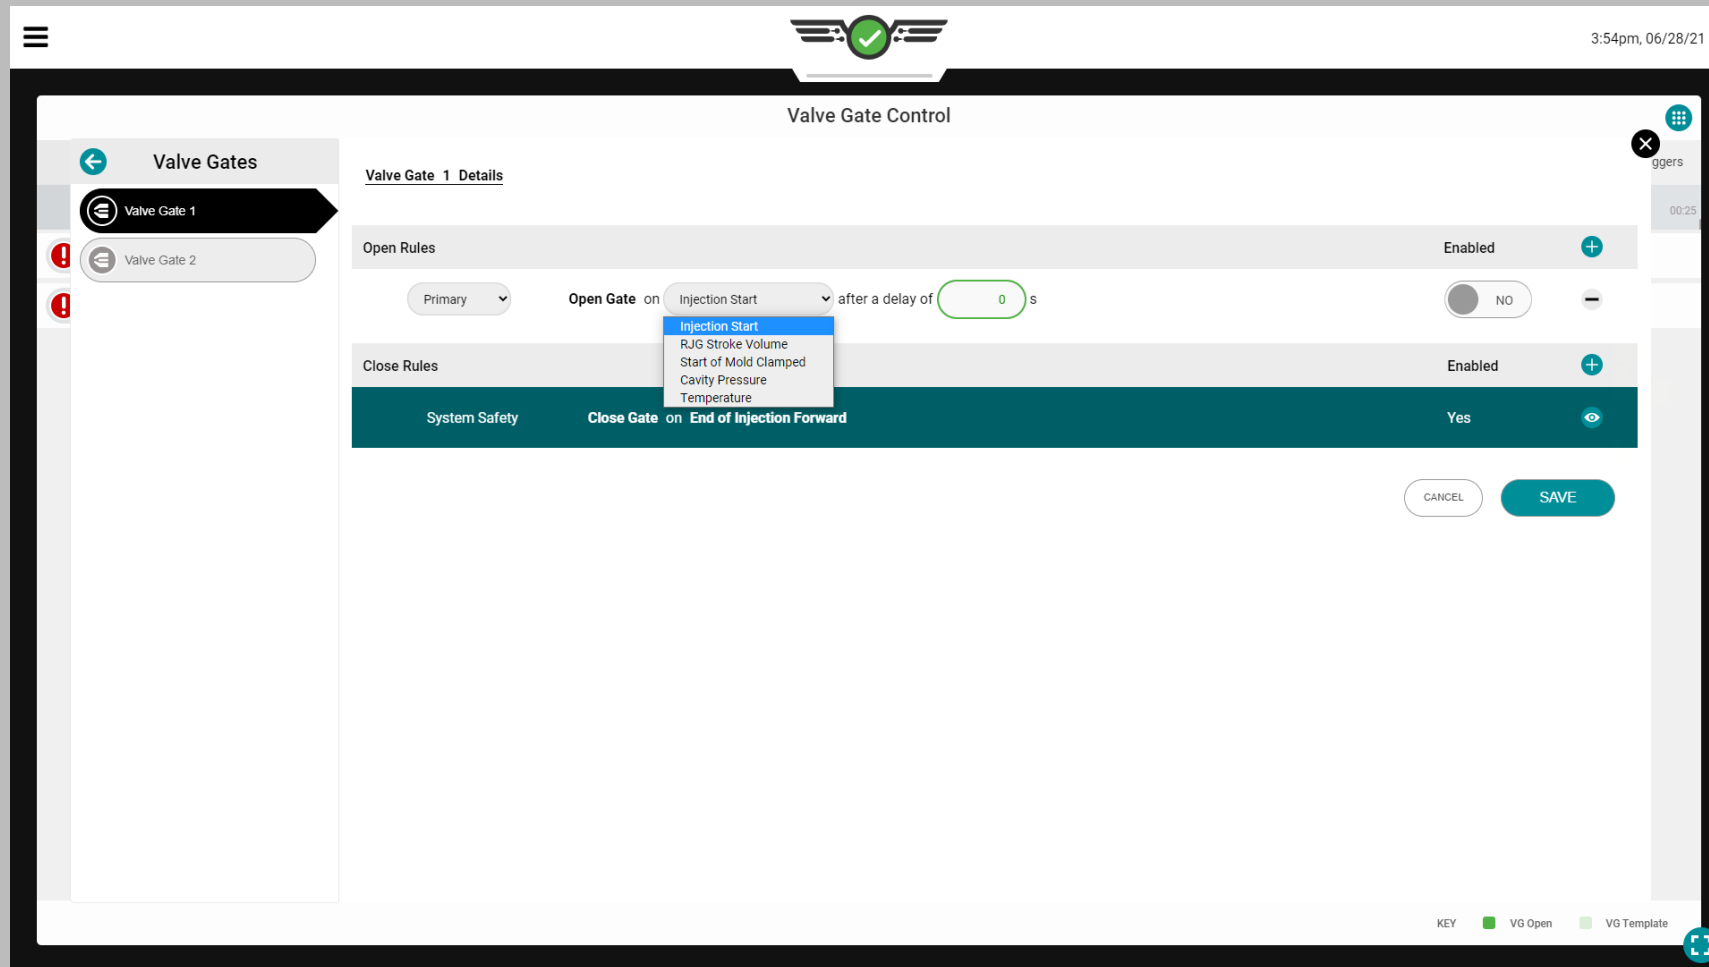 3:54pm, 06/28/21
Valve Gate Control
Valve Gates
ggers
Valve Gate 1 Details
Valve Gate 1
00:25
Open Rules Enabled
Valve Gate 2
Primary Open Gate on Injection Start after a delay of 0 s NO
Injection Start
RJG Stroke Volume
Start of Mold Clamped
Cavity Pressure
Temperature
Close Rules Enabled
System Safety Close Gate on End of Injection Forward Yes
CANCEL SAVE
KEY VG Open VG Template